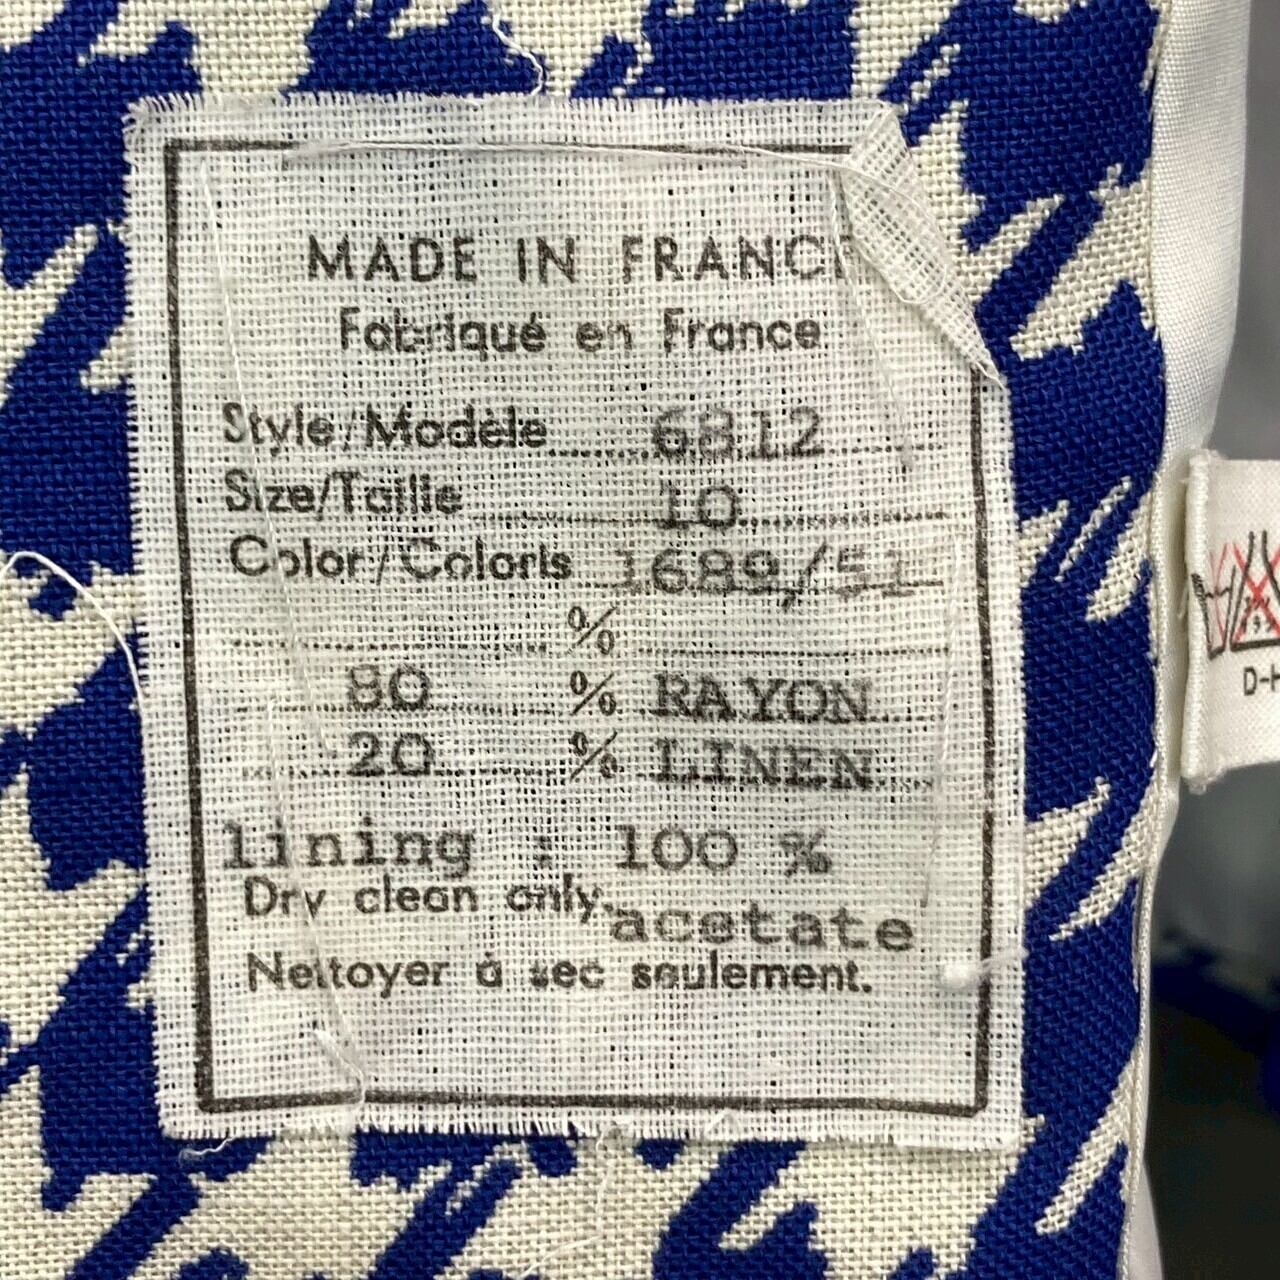 MADE IN FRANCE
Fabriqué en France
Style/Modèle 6812
Size/Taille 10
Color/Coloris 1689/51
%
80 % RAYON
20 % LINEN
lining : 100 %
Dry clean only.
acetate
Nettoyer à sec seulement.